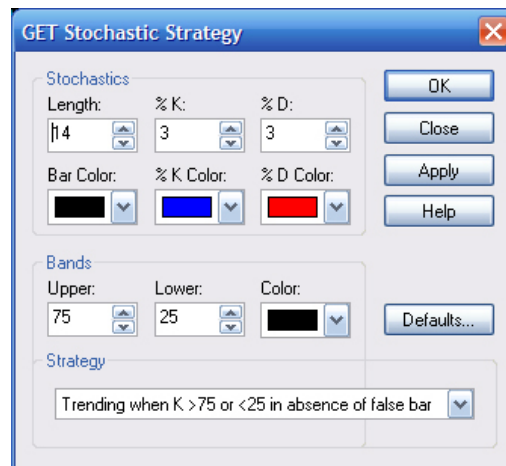 GET Stochastic Strategy
Stochastics
Length: % K: % D:
14 3 3
Bar Color: % K Color: % D Color:
OK
Close
Apply
Help
Bands
Upper: Lower: Color:
75 25
Defaults...
Strategy
Trending when K >75 or <25 in absence of false bar